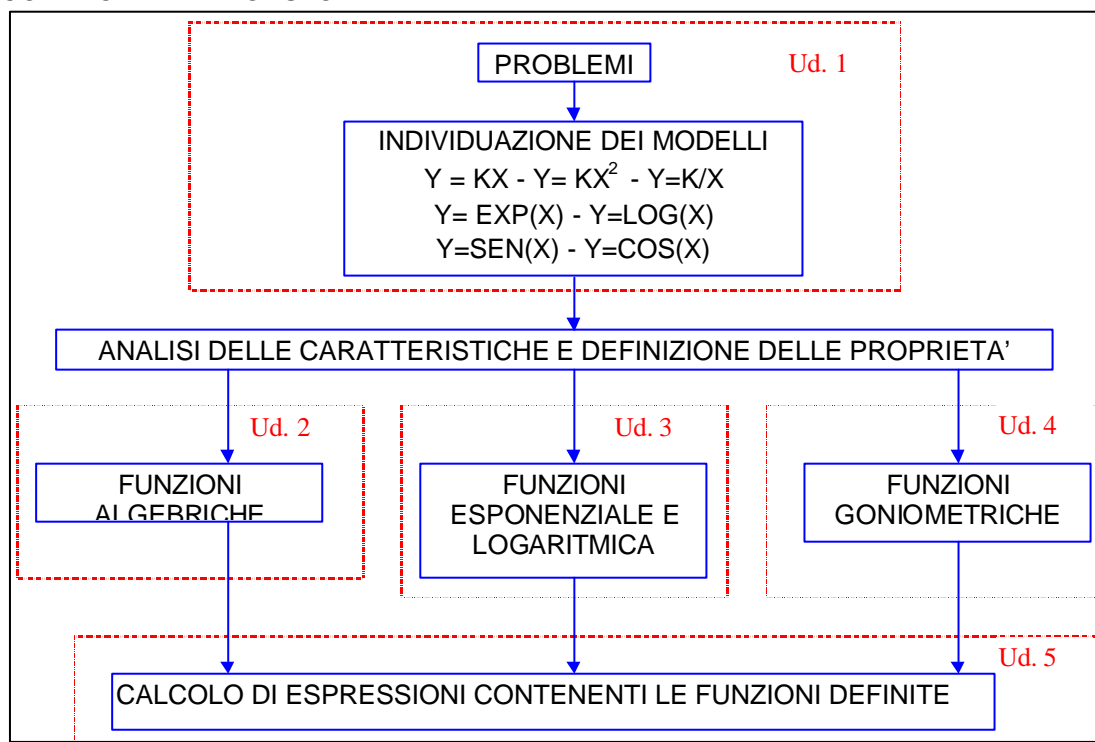 PROBLEMI
Ud. 1
INDIVIDUAZIONE DEI MODELLI
Y = KX - Y= KX² - Y=K/X
Y= EXP(X) - Y=LOG(X)
Y=SEN(X) - Y=COS(X)
ANALISI DELLE CARATTERISTICHE E DEFINIZIONE DELLE PROPRIETA’
Ud. 2
FUNZIONI
ALGEBRICHE
Ud. 3
FUNZIONI
ESPONENZIALE E
LOGARITMICA
Ud. 4
FUNZIONI
GONIOMETRICHE
Ud. 5
CALCOLO DI ESPRESSIONI CONTENENTI LE FUNZIONI DEFINITE